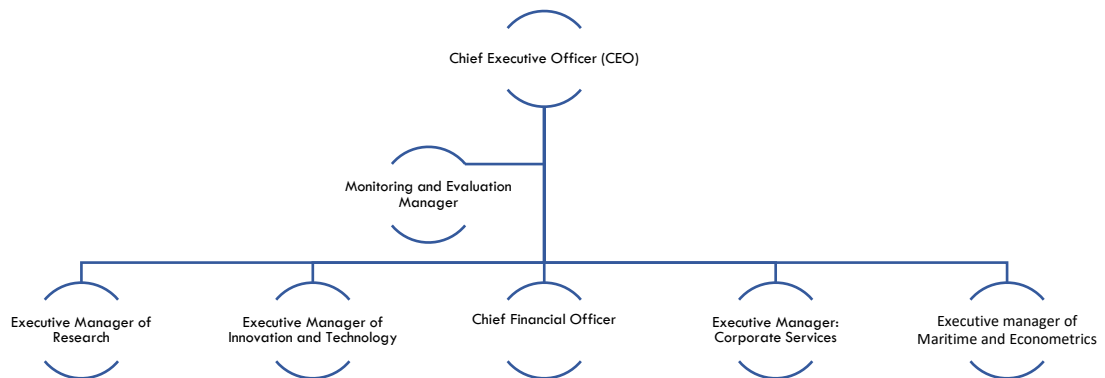 Chief Executive Officer (CEO)
Monitoring and Evaluation
Manager
Executive Manager of
Research
Executive Manager of
Innovation and Technology
Chief Financial Officer
Executive Manager:
Corporate Services
Executive manager of
Maritime and Econometrics